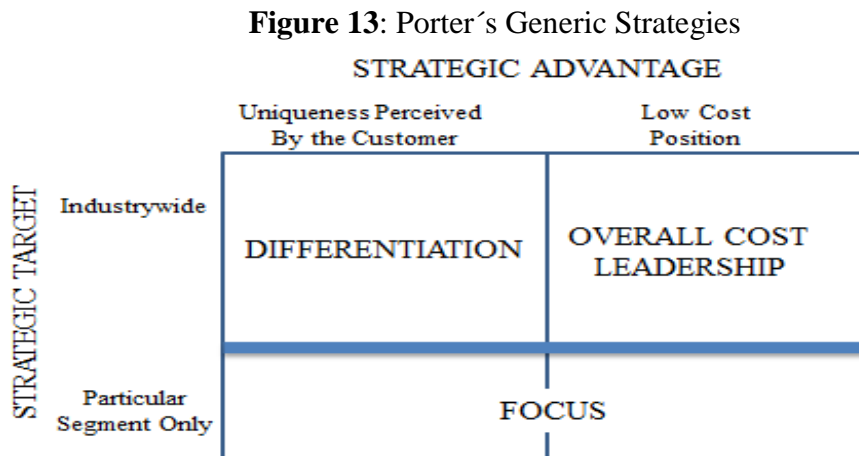 Figure 13: Porter´s Generic Strategies
STRATEGIC ADVANTAGE
Uniqueness Perceived
By the Customer
Low Cost
Position
STRATEGIC TARGET
Industrywide
DIFFERENTIATION
OVERALL COST
LEADERSHIP
Particular
Segment Only
FOCUS